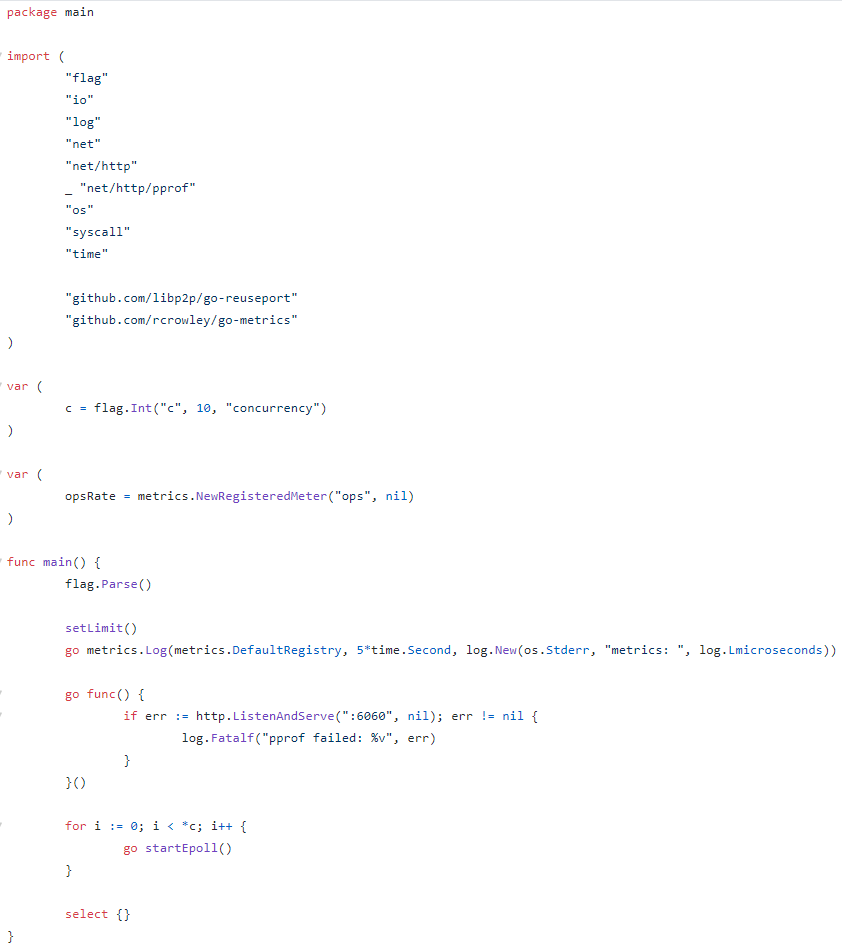 package main
import (
"flag"
"io"
"log"
"net"
"net/http"
_ "net/http/pprof"
"os"
"syscall"
"time"
"github.com/libp2p/go-reuseport"
"github.com/rcrowley/go-metrics"
)
var (
c = flag.Int("c", 10, "concurrency")
)
var (
opsRate = metrics.NewRegisteredMeter("ops", nil)
)
func main() {
flag.Parse()
setLimit()
go metrics.Log(metrics.DefaultRegistry, 5*time.Second, log.New(os.Stderr, "metrics: ", log.Lmicroseconds))
go func() {
if err := http.ListenAndServe(":6060", nil); err != nil {
log.Fatalf("pprof failed: %v", err)
}
}()
for i := 0; i < *c; i++ {
go startEpoll()
}
select {}
}